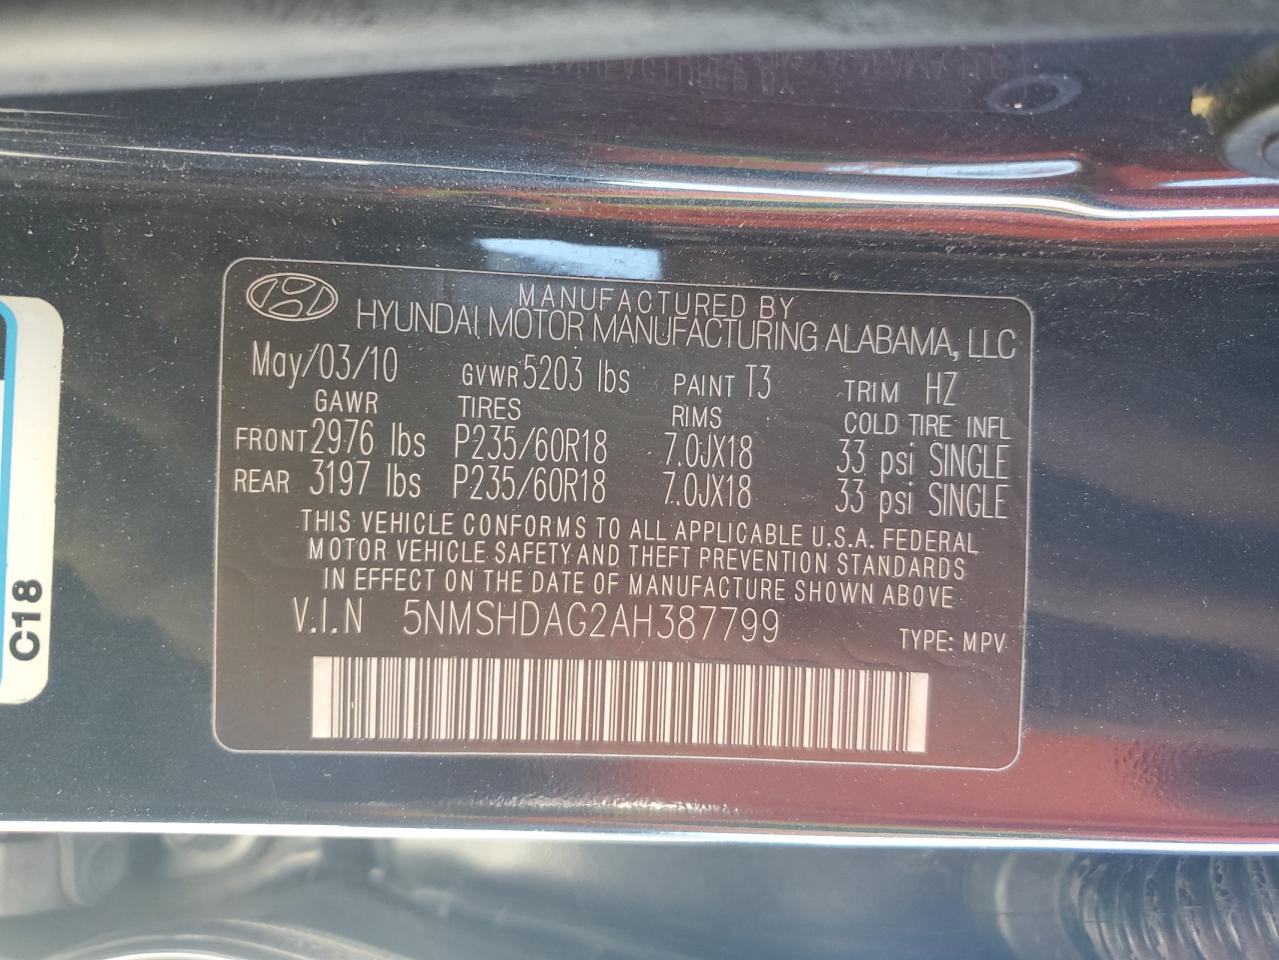 MANUFACTURED BY
HYUNDAI MOTOR MANUFACTURING ALABAMA, LLC
May/03/10 GVWR 5203 lbs PAINT T3 TRIM HZ
GAWR TIRES RIMS COLD TIRE INFL
FRONT 2976 lbs P235/60R18 7.0JX18 33 psi SINGLE
REAR 3197 lbs P235/60R18 7.0JX18 33 psi SINGLE
THIS VEHICLE CONFORMS TO ALL APPLICABLE U.S.A. FEDERAL
MOTOR VEHICLE SAFETY AND THEFT PREVENTION STANDARDS
IN EFFECT ON THE DATE OF MANUFACTURE SHOWN ABOVE
V.I.N 5NMSHDAG2AH387799 TYPE: MPV
C18